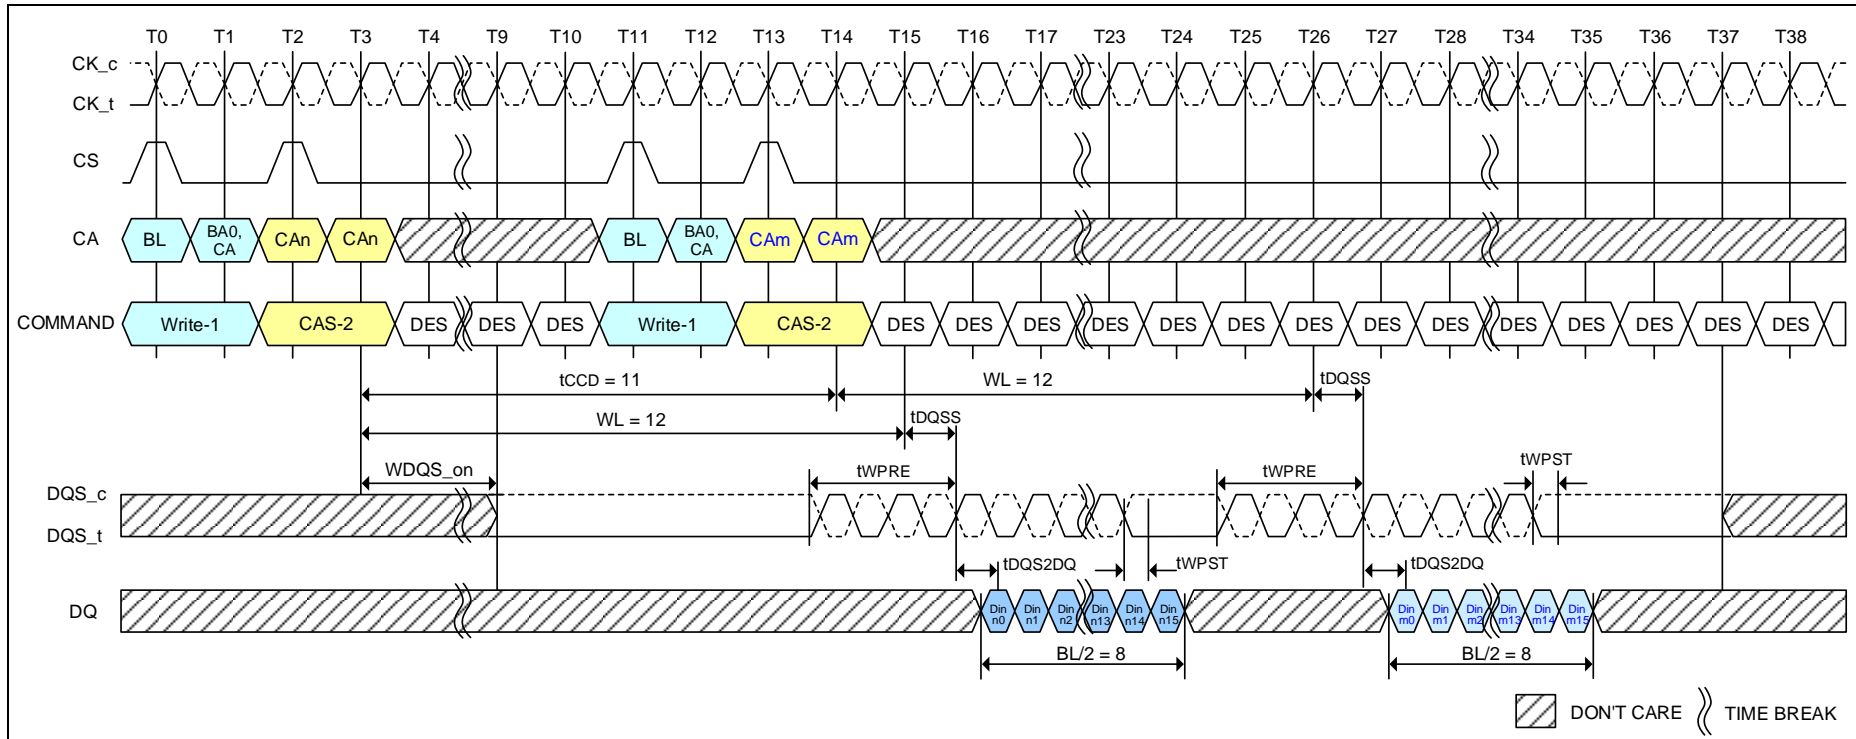 T0 T1 T2 T3 T4 T9 T10 T11 T12 T13 T14 T15 T16 T17 T23 T24 T25 T26 T27 T28 T34 T35 T36 T37 T38
CK_c
CK_t
CS
CA BL BA0, CA CAn CAn BL BA0, CA CAm CAm
COMMAND Write-1 CAS-2 DES DES DES Write-1 CAS-2 DES DES DES DES DES DES DES DES DES DES DES DES DES DES
tCCD = 11 WL = 12 tDQSS
WL = 12 tDQSS
WDQS_on tWPRE tWPRE tWPST
DQS_c
DQS_t
tDQS2DQ tWPST tDQS2DQ
DQ Din n0 Din n1 Din n2 Din n13 Din n14 Din n15 Din m0 Din m1 Din m2 Din m13 Din m14 Din m15
BL/2 = 8 BL/2 = 8
DON'T CARE TIME BREAK